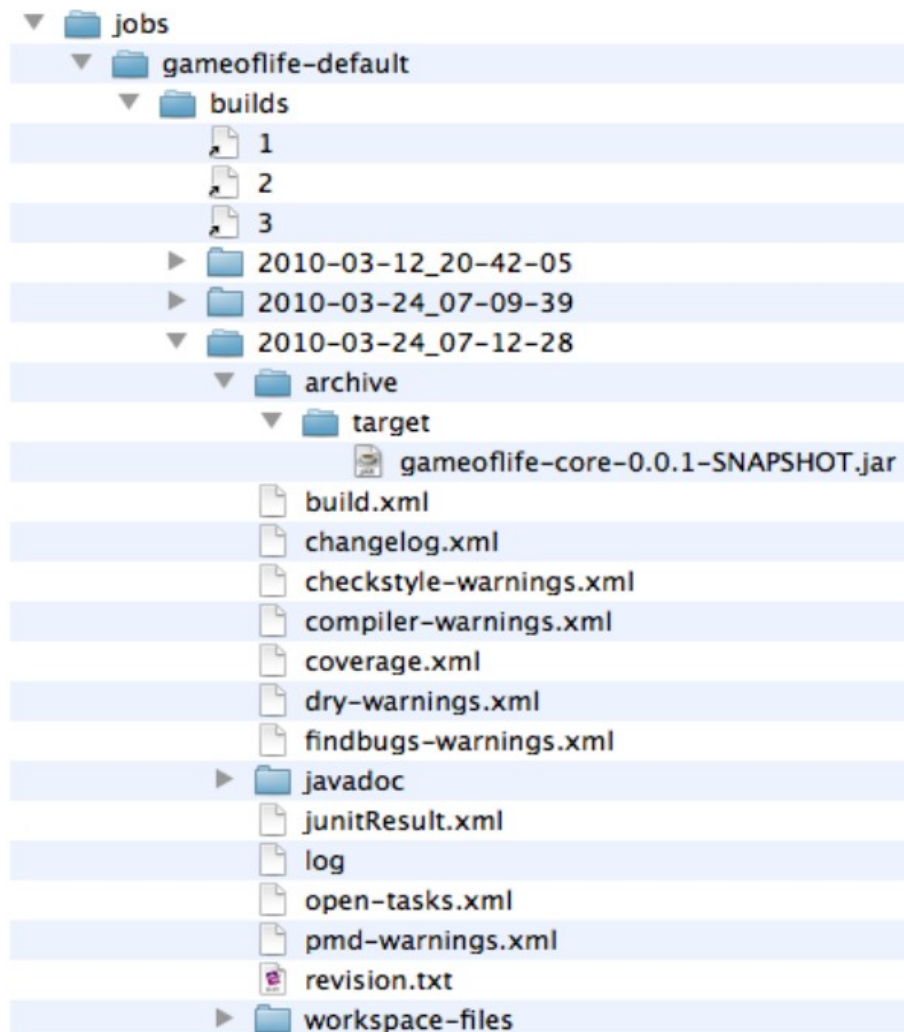 jobs
gameoflife-default
builds
1
2
3
2010-03-12_20-42-05
2010-03-24_07-09-39
2010-03-24_07-12-28
archive
target
gameoflife-core-0.0.1-SNAPSHOT.jar
build.xml
changelog.xml
checkstyle-warnings.xml
compiler-warnings.xml
coverage.xml
dry-warnings.xml
findbugs-warnings.xml
javadoc
junitResult.xml
log
open-tasks.xml
pmd-warnings.xml
revision.txt
workspace-files